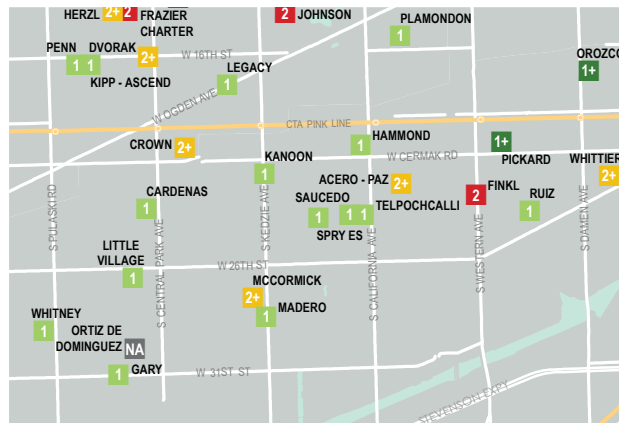 HERZL 2+ 2 FRAZIER
CHARTER
2 JOHNSON
PLAMONDON
1
PENN DVORAK
1 1 2+
W 16TH ST
KIPP - ASCEND
LEGACY
1
OROZCO
1+
W OGDEN AVE
CTA PINK LINE
CROWN 2+
HAMMOND
1
W CERMAK RD
1+
PICKARD
KANOON
1
WHITTIER
2+
ACERO - PAZ 2+
FINKL
2
RUIZ
1
SAUCEDO
1
1 1 TELPOCHCALLI
SPRY ES
CARDENAS
1
S PULASKI RD
S CENTRAL PARK AVE
S KEDZIE AVE
S CALIFORNIA AVE
S WESTERN AVE
S DAMEN AVE
LITTLE
VILLAGE
1
W 26TH ST
MCCORMICK
2+
1 MADERO
WHITNEY
1
ORTIZ DE
DOMINGUEZ NA
1 GARY
W 31ST ST
STEVENSON EXPY